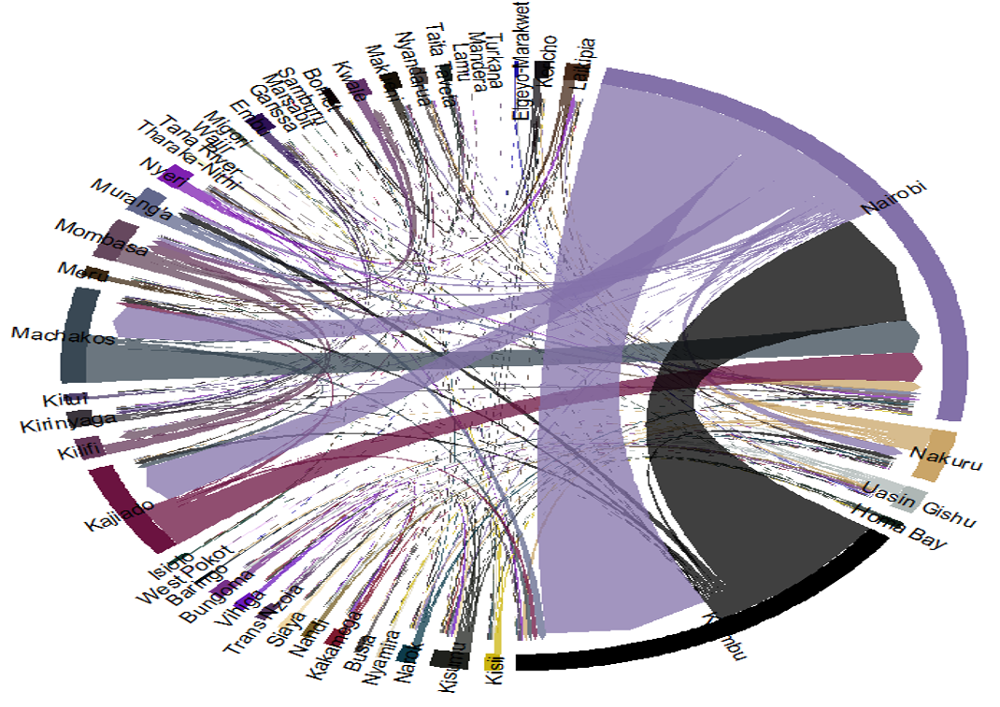 Nairobi
Nakuru
Uasin Gishu
Homa Bay
Kiambu
Kisii
Kisumu
Narok
Nyamira
Busia
Kakamega
Nandi
Siaya
Trans Nzoia
Vihiga
Bungoma
Baringo
West Pokot
Isiolo
Kajiado
Kilifi
Kirinyaga
Kitui
Machakos
Meru
Mombasa
Muranga
Nyeri
Tharaka-Nithi
Tana River
Wajir
Migori
Embu
Garissa
Marsabit
Samburu
Bomet
Kwale
Makueni
Nyandarua
Taita Taveta
Lamu
Mandera
Turkana
Elgeyo-Marakwet
Kericho
Laikipia